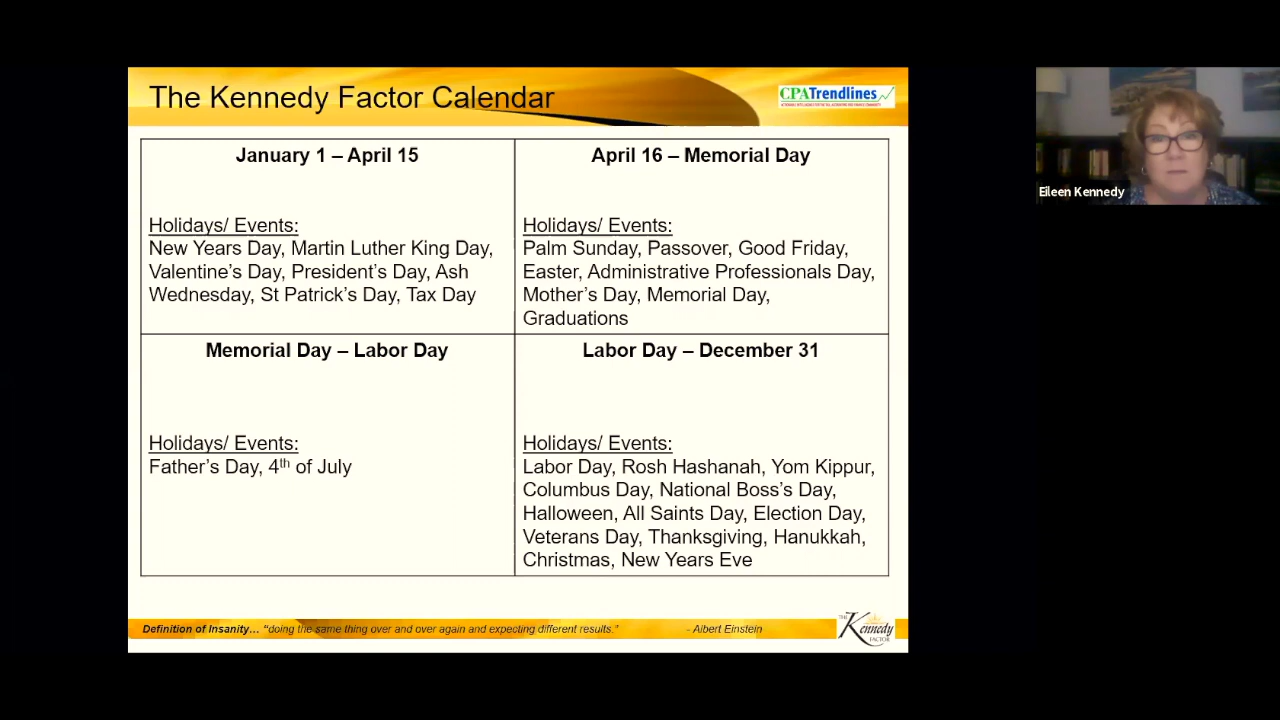 The Kennedy Factor Calendar
CPATrendlines
January 1 – April 15
Holidays/ Events:
New Years Day, Martin Luther King Day,
Valentine's Day, President's Day, Ash
Wednesday, St Patrick's Day, Tax Day
April 16 – Memorial Day
Holidays/ Events:
Palm Sunday, Passover, Good Friday,
Easter, Administrative Professionals Day,
Mother's Day, Memorial Day,
Graduations
Memorial Day – Labor Day
Holidays/ Events:
Father's Day, 4th of July
Labor Day – December 31
Holidays/ Events:
Labor Day, Rosh Hashanah, Yom Kippur,
Columbus Day, National Boss's Day,
Halloween, All Saints Day, Election Day,
Veterans Day, Thanksgiving, Hanukkah,
Christmas, New Years Eve
Definition of Insanity… "doing the same thing over and over again and expecting different results." - Albert Einstein
THE
Kennedy
FACTOR
Eileen Kennedy